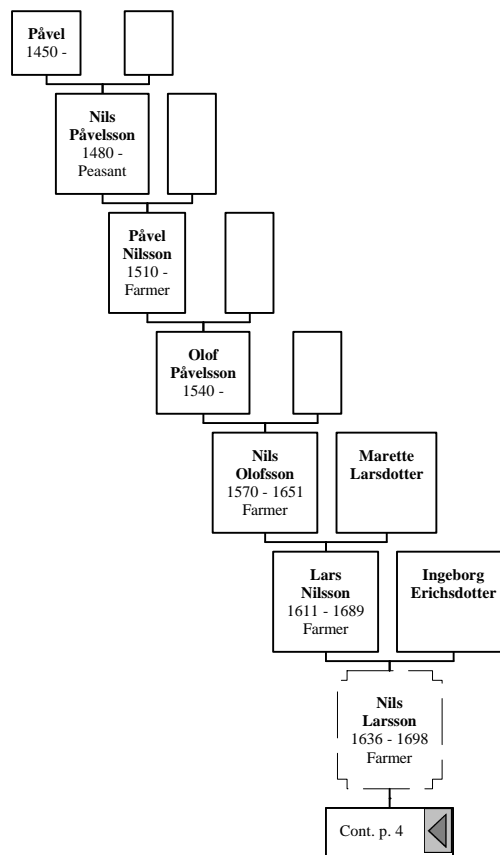 Påvel
1450 -
Nils
Påvelsson
1480 -
Peasant
Påvel
Nilsson
1510 -
Farmer
Olof
Påvelsson
1540 -
Nils
Olofsson
1570 - 1651
Farmer
Marette
Larsdotter
Lars
Nilsson
1611 - 1689
Farmer
Ingeborg
Erichsdotter
Nils
Larsson
1636 - 1698
Farmer
Cont. p. 4